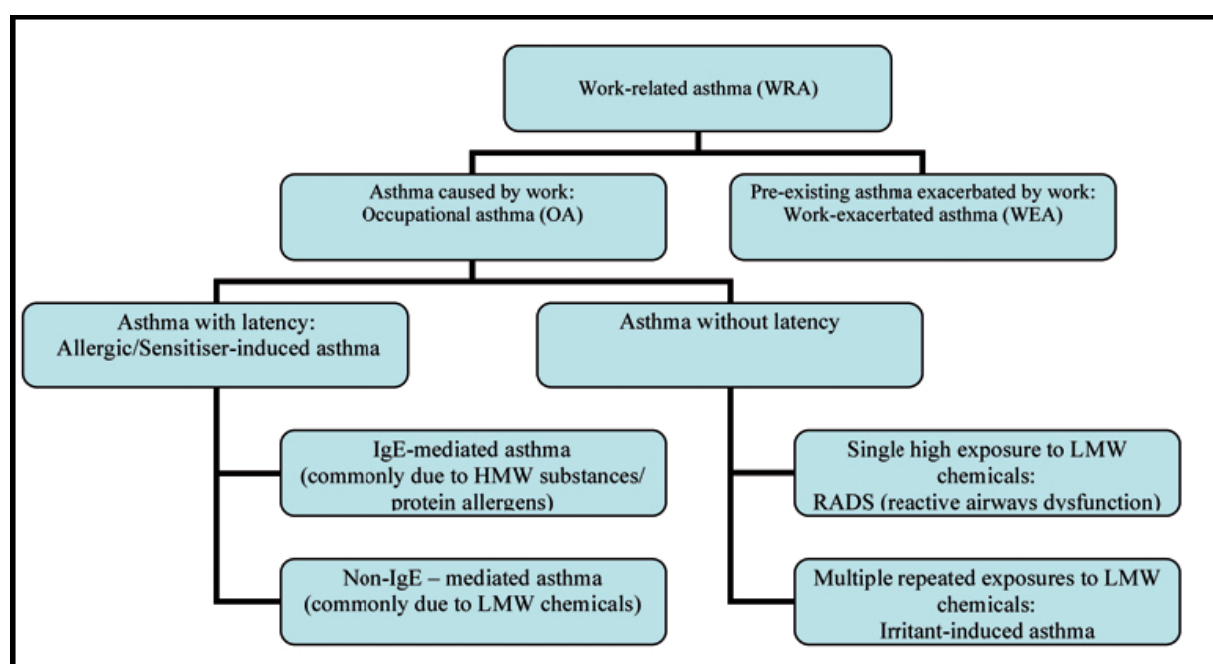 Work-related asthma (WRA)
Asthma caused by work:
Occupational asthma (OA)
Pre-existing asthma exacerbated by work:
Work-exacerbated asthma (WEA)
Asthma with latency:
Allergic/Sensitiser-induced asthma
Asthma without latency
IgE-mediated asthma
(commonly due to HMW substances/
protein allergens)
Non-IgE – mediated asthma
(commonly due to LMW chemicals)
Single high exposure to LMW
chemicals:
RADS (reactive airways dysfunction)
Multiple repeated exposures to LMW
chemicals:
Irritant-induced asthma